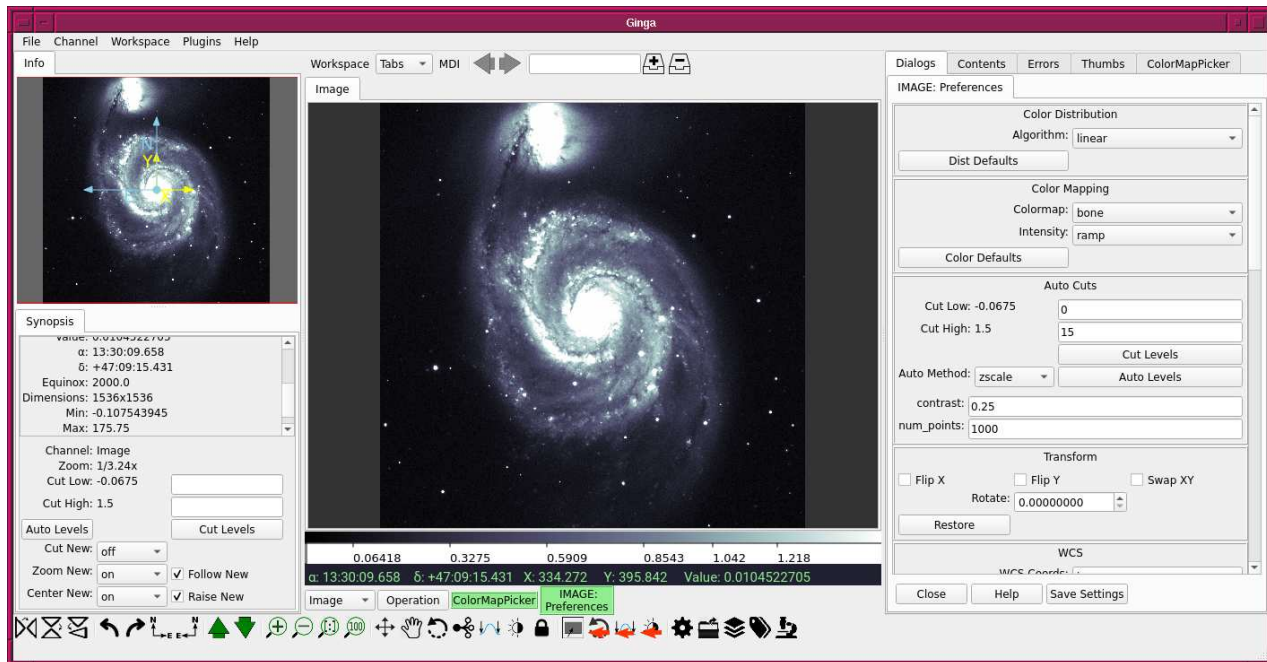 Ginga
File Channel Workspace Plugins Help
Info
N
Y
X
Synopsis
Value: 0.0104522705
α: 13:30:09.658
δ: +47:09:15.431
Equinox: 2000.0
Dimensions: 1536x1536
Min: -0.107543945
Max: 175.75
Channel: Image
Zoom: 1/3.24x
Cut Low: -0.0675
Cut High: 1.5
Auto Levels Cut Levels
Cut New: off
Zoom New: on Follow New
Center New: on Raise New
Workspace Tabs MDI
Image
0.06418 0.3275 0.5909 0.8543 1.042 1.218
α: 13:30:09.658 δ: +47:09:15.431 X: 334.272 Y: 395.842 Value: 0.0104522705
Image Operation ColorMapPicker IMAGE: Preferences
Dialogs Contents Errors Thumbs ColorMapPicker
IMAGE: Preferences
Color Distribution
Algorithm: linear
Dist Defaults
Color Mapping
Colormap: bone
Intensity: ramp
Color Defaults
Auto Cuts
Cut Low: -0.0675 0
Cut High: 1.5 15
Cut Levels
Auto Method: zscale Auto Levels
contrast: 0.25
num_points: 1000
Transform
Flip X Flip Y Swap XY
Rotate: 0.00000000
Restore
WCS
WCS Coords:
Close Help Save Settings
N E E N 1:1 100